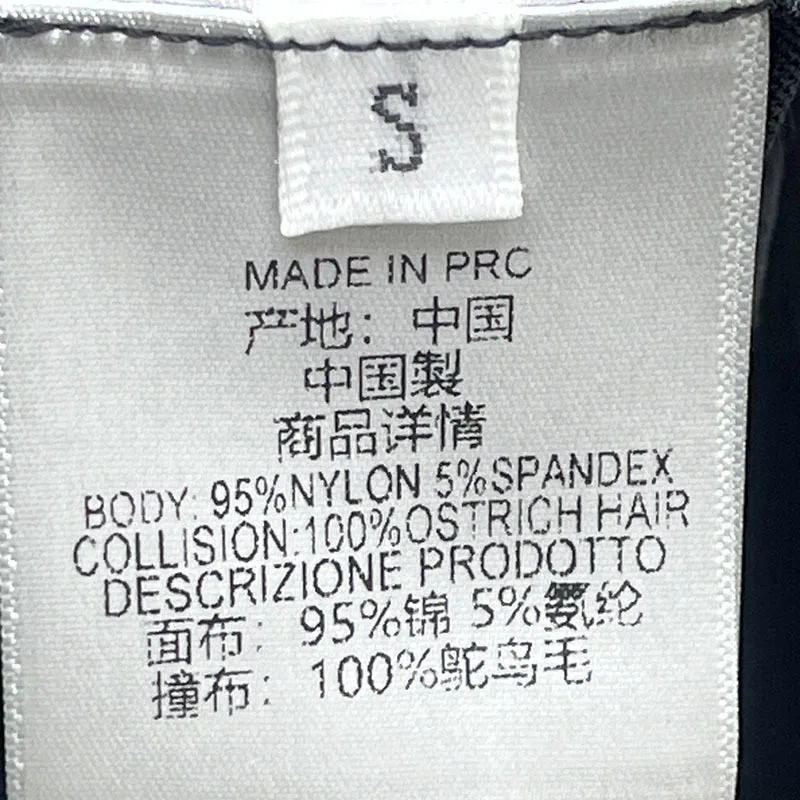 S
MADE IN PRC
产地：中国
中国製
商品详情
BODY: 95%NYLON 5%SPANDEX
COLLISION:100%OSTRICH HAIR
DESCRIZIONE PRODOTTO
面布：95%锦 5%氨纶
撞布：100%鸵鸟毛